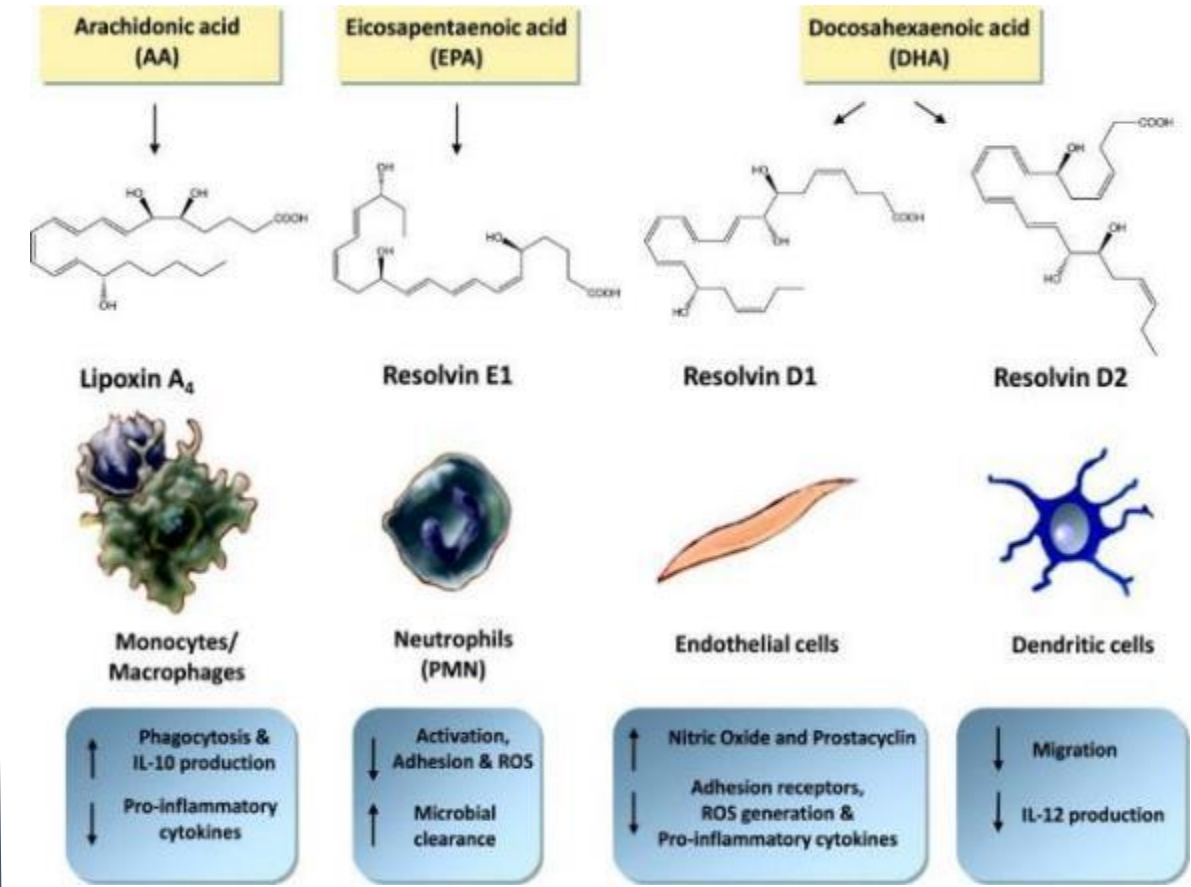 Arachidonic acid
(AA)
Eicosapentaenoic acid
(EPA)
Docosahexaenoic acid
(DHA)
HO
OH
COOH
OH
OH
OH
HO
COOH
HO
OH
COOH
HO
OH
COOH
OH
HO
Lipoxin A₄
Resolvin E1
Resolvin D1
Resolvin D2
Monocytes/
Macrophages
Neutrophils
(PMN)
Endothelial cells
Dendritic cells
Phagocytosis &
IL-10 production
Pro-inflammatory
cytokines
Activation,
Adhesion & ROS
Microbial
clearance
Nitric Oxide and Prostacyclin
Adhesion receptors,
ROS generation &
Pro-inflammatory cytokines
Migration
IL-12 production